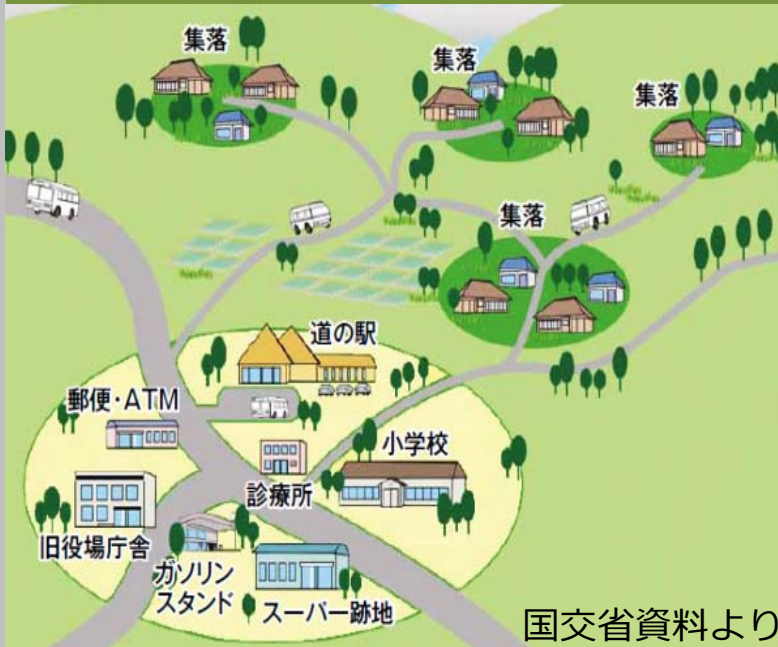 集落
集落
集落
集落
道の駅
郵便・ATM
小学校
診療所
旧役場庁舎
ガソリン
スタンド
スーパー跡地
国交省資料より